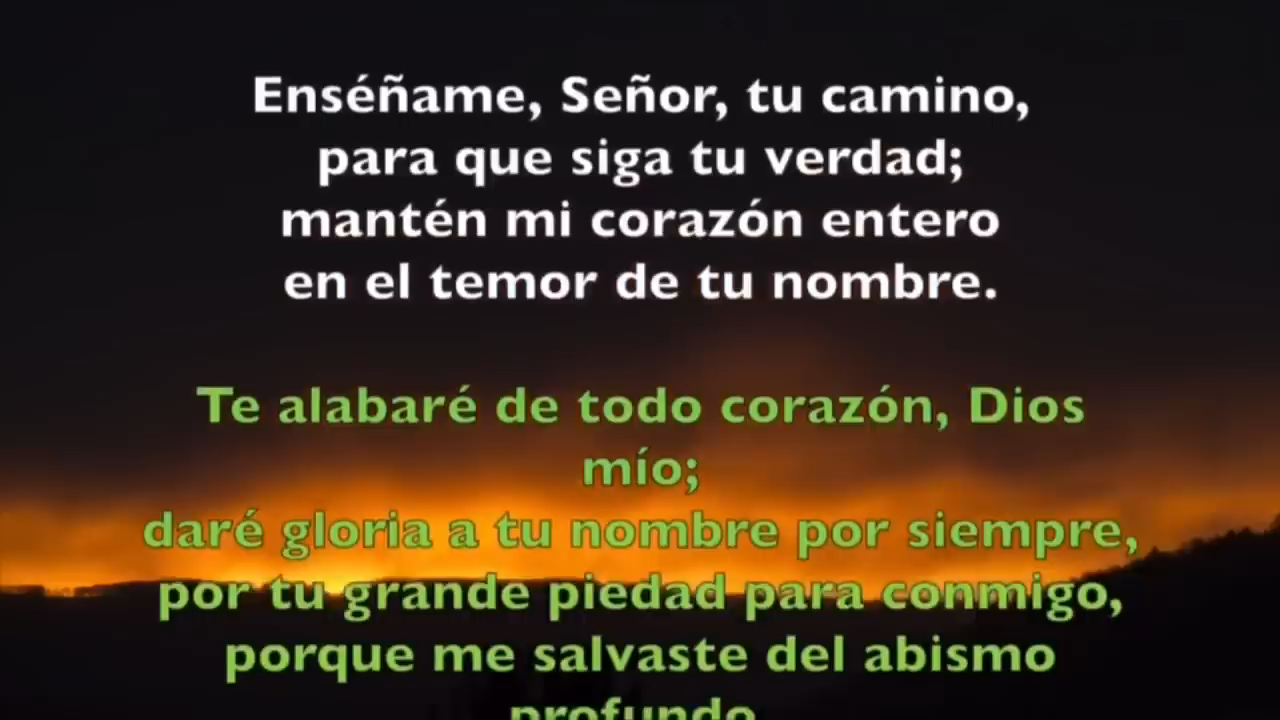 Enséñame, Señor, tu camino,
para que siga tu verdad;
mantén mi corazón entero
en el temor de tu nombre.
Te alabaré de todo corazón, Dios
mío;
daré gloria a tu nombre por siempre,
por tu grande piedad para conmigo,
porque me salvaste del abismo
profundo